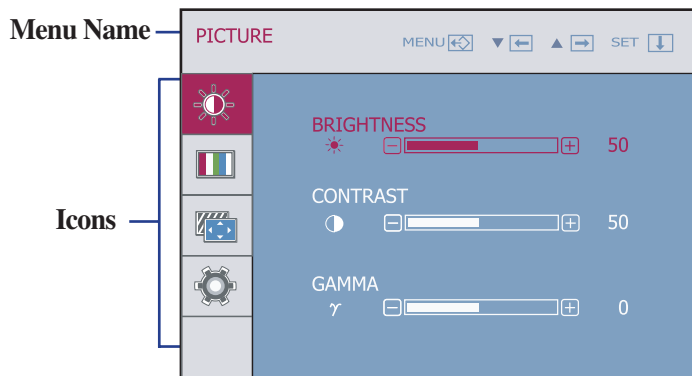 Menu Name
PICTURE
MENU ▼ ▲ SET
BRIGHTNESS
50
CONTRAST
50
Icons
GAMMA
γ 0